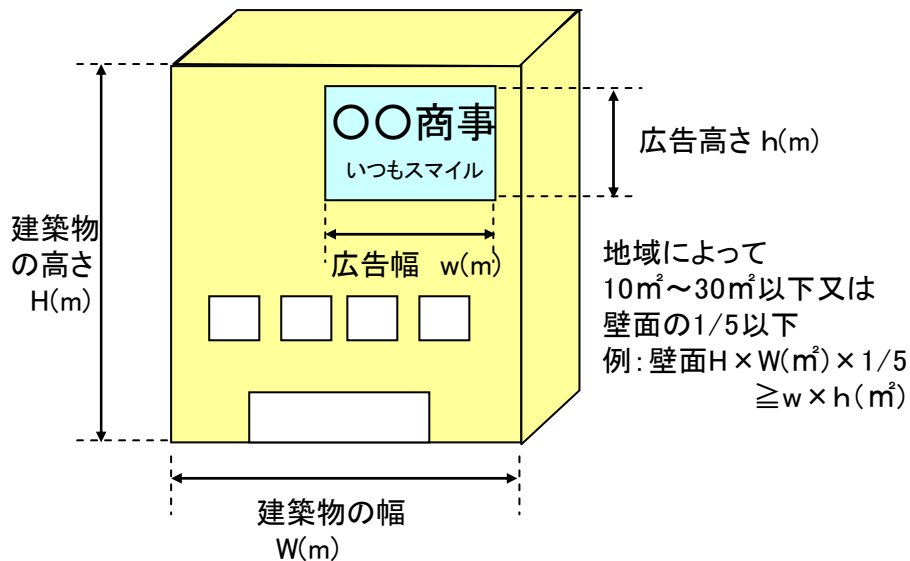 〇〇商事
いつもスマイル
広告高さ h(m)
建築物
の高さ
H(m)
広告幅 w(m)
地域によって
10㎡～30㎡以下又は
壁面の1/5以下
例：壁面H×W(㎡)×1/5
≧w×h(㎡)
建築物の幅
W(m)